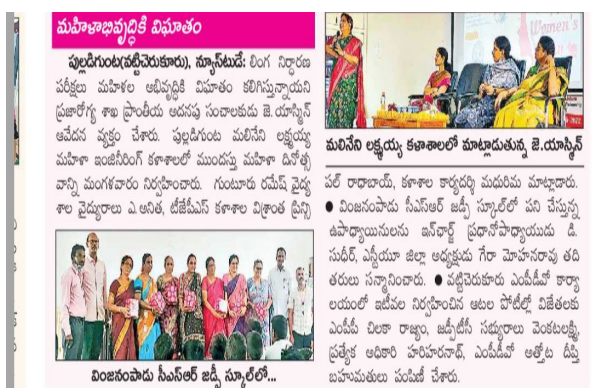 మహిళాభివృద్ధికి విఘాతం
పుల్లడిగుంట(వట్టిచెరుకూరు), న్యూస్‌టుడే: లింగ నిర్ధారణ
పరీక్షలు మహిళల అభివృద్ధికి విఘాతం కలిగిస్తున్నాయని
ప్రజారోగ్య శాఖ ప్రాంతీయ అదనపు సంచాలకుడు జె.యాస్మిన్
ఆవేదన వ్యక్తం చేశారు. పుల్లడిగుంట మలినేని లక్ష్మయ్య
మహిళా ఇంజినీరింగ్ కళాశాలలో ముందస్తు మహిళా దినోత్స
వాన్ని మంగళవారం నిర్వహించారు. గుంటూరు రమేష్ వైద్య
శాల వైద్యురాలు ఎ.అనిత, టీజేపీఎస్ కళాశాల విశ్రాంత ప్రిన్సి
వింజనంపాడు సీఎస్ఆర్ జడ్పీ స్కూల్‌లో...
Women's
మలినేని లక్ష్మయ్య కళాశాలలో మాట్లాడుతున్న జె.యాస్మిన్
పల్ రాధాబాయ్, కళాశాల కార్యదర్శి మధురిమ మాట్లాడారు.
● వింజనంపాడు సీఎస్ఆర్ జడ్పీ స్కూల్‌లో పని చేస్తున్న
ఉపాధ్యాయినులను ఇన్‌ఛార్జ్ ప్రధానోపాధ్యాయుడు డి.
సుధీర్, ఎస్టీయూ జిల్లా అధ్యక్షుడు గేరా మోహనరావు తది
తరులు సన్మానించారు. ● వట్టిచెరుకూరు ఎంపీడీవో కార్యా
లయంలో ఇటీవల నిర్వహించిన ఆటల పోటీల్లో విజేతలకు
ఎంపీపీ చిలకా రాజ్యం, జడ్పీటీసీ సభ్యురాలు వెంకటలక్ష్మి,
ప్రత్యేక అధికారి హరిహరనాథ్, ఎంపీడీవో అత్తోట దీప్తి
బహుమతులు పంపిణీ చేశారు.